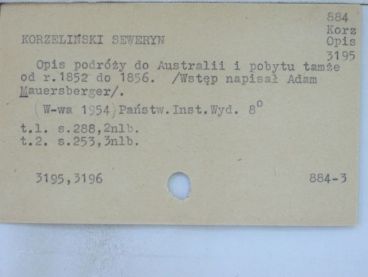 884
Korz
KORZELIŃSKI SEWERYN Opis
3195
Opis podróży do Australii i pobytu tamże
od r.1852 do 1856. /Wstęp napisał Adam
Mauersberger/.
(W-wa 1954)Państw.Inst.Wyd. 8⁰
t.1. s.288,2nlb.
t.2. s.253,3nlb.
3195,3196 884-3